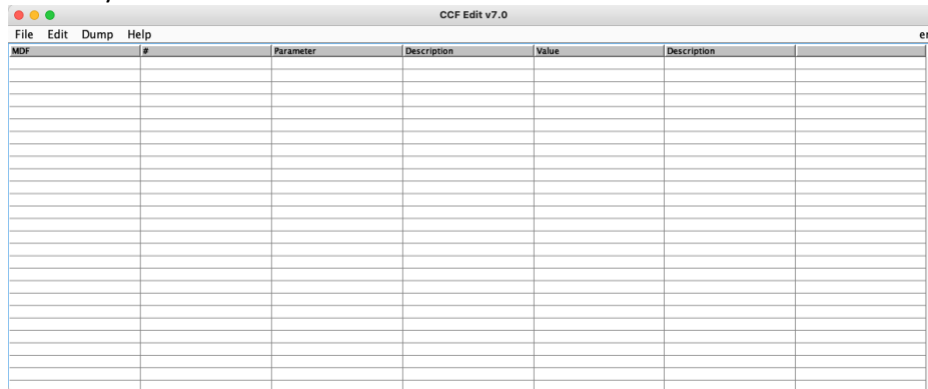 CCF Edit v7.0
File Edit Dump Help
MDF # Parameter Description Value Description